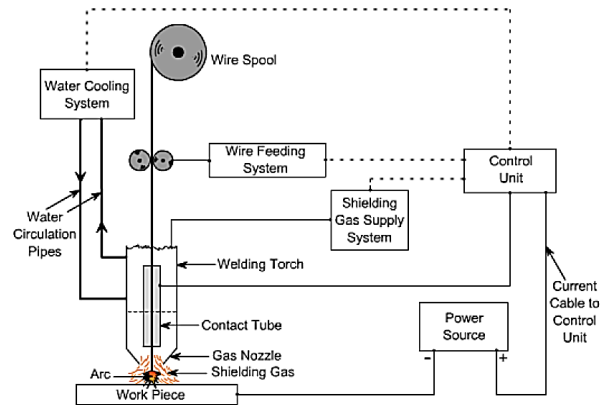 Wire Spool
Water Cooling
System
Wire Feeding
System
Control
Unit
Shielding
Gas Supply
System
Water
Circulation
Pipes
Welding Torch
Current
Cable to
Control
Unit
Power
Source
- +
Contact Tube
Gas Nozzle
Shielding Gas
Arc
Work Piece